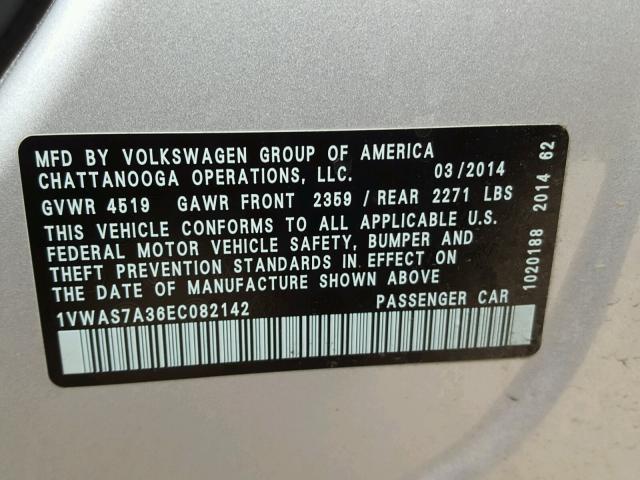 MFD BY VOLKSWAGEN GROUP OF AMERICA
CHATTANOOGA OPERATIONS, LLC. 03/2014
GVWR 4519 GAWR FRONT 2359 / REAR 2271 LBS
THIS VEHICLE CONFORMS TO ALL APPLICABLE U.S.
FEDERAL MOTOR VEHICLE SAFETY, BUMPER AND
THEFT PREVENTION STANDARDS IN EFFECT ON
THE DATE OF MANUFACTURE SHOWN ABOVE
1VWAS7A36EC082142 PASSENGER CAR
1020188 2014 62